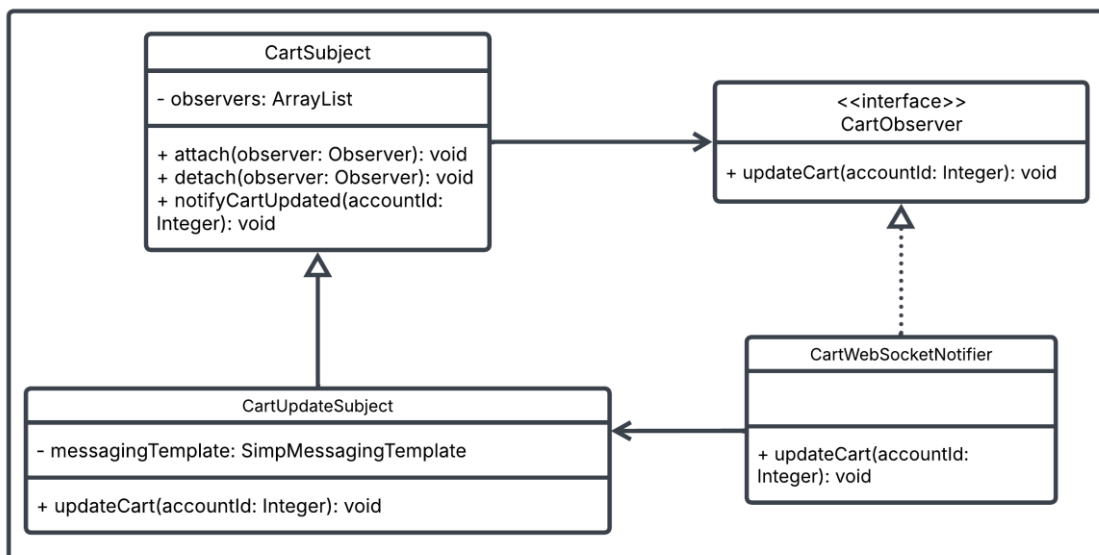 CartSubject
- observers: ArrayList
+ attach(observer: Observer): void
+ detach(observer: Observer): void
+ notifyCartUpdated(accountId:
Integer): void
<<interface>>
CartObserver
+ updateCart(accountId: Integer): void
CartUpdateSubject
- messagingTemplate: SimpMessagingTemplate
+ updateCart(accountId: Integer): void
CartWebSocketNotifier
+ updateCart(accountId:
Integer): void